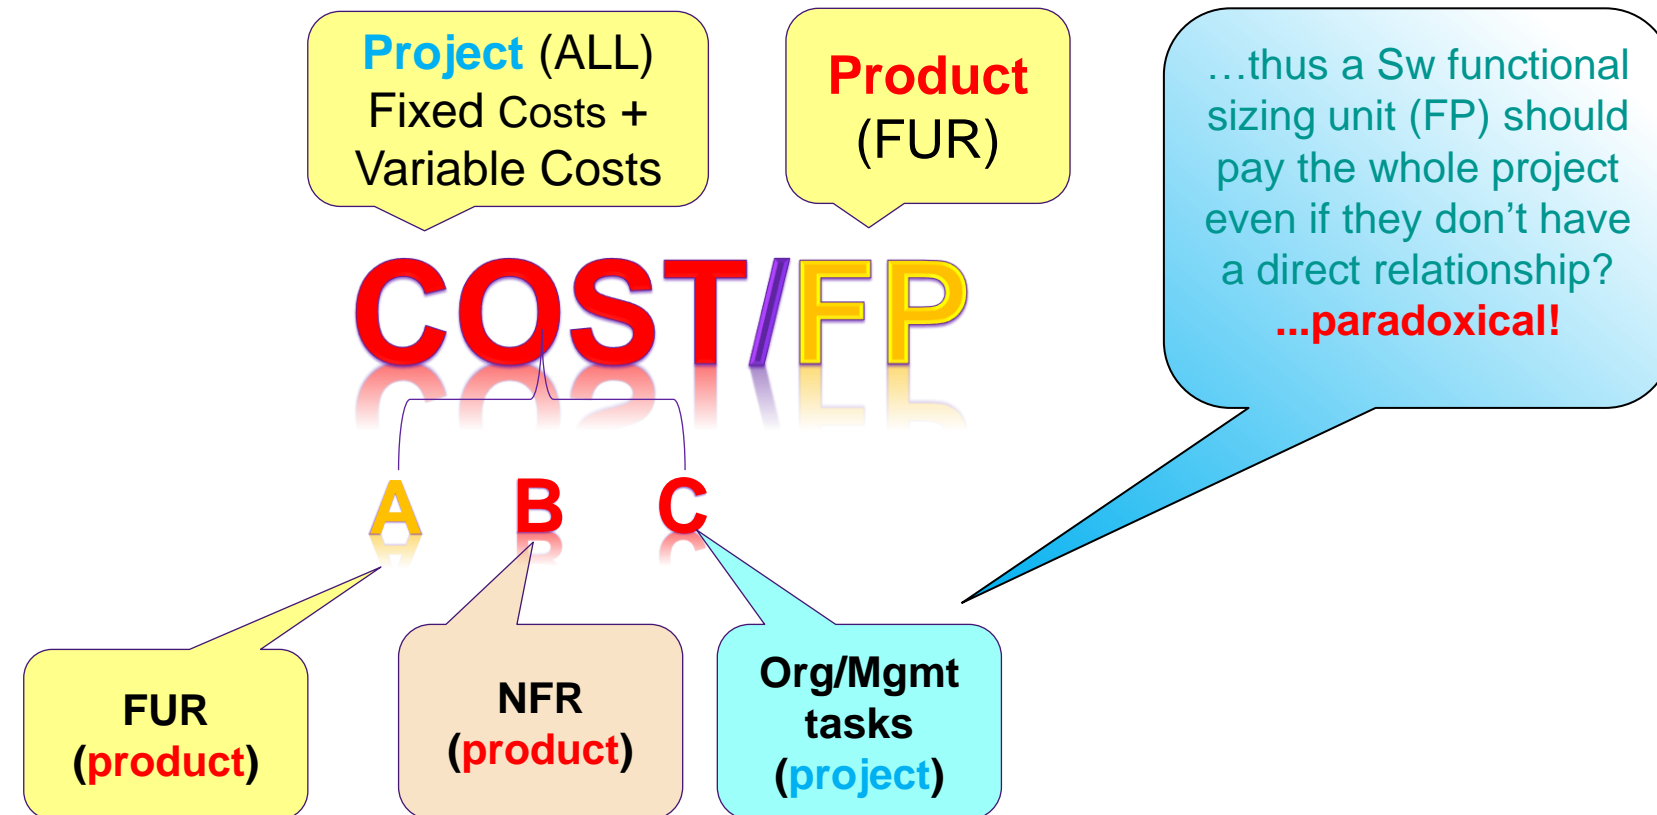 Project (ALL)
Fixed Costs +
Variable Costs
Product
(FUR)
…thus a Sw functional
sizing unit (FP) should
pay the whole project
even if they don’t have
a direct relationship?
...paradoxical!
COST/FP
A B C
FUR
(product)
NFR
(product)
Org/Mgmt
tasks
(project)